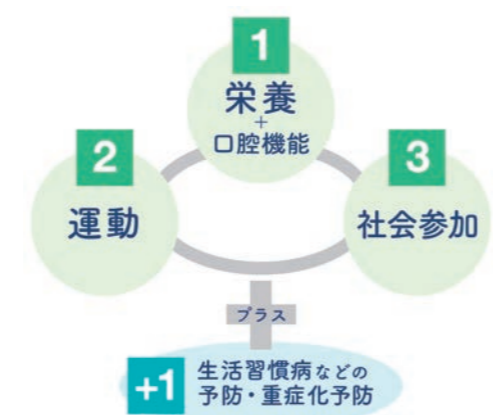 1
栄養
+
口腔機能
2
運動
3
社会参加
プラス
+1
生活習慣病などの
予防・重症化予防